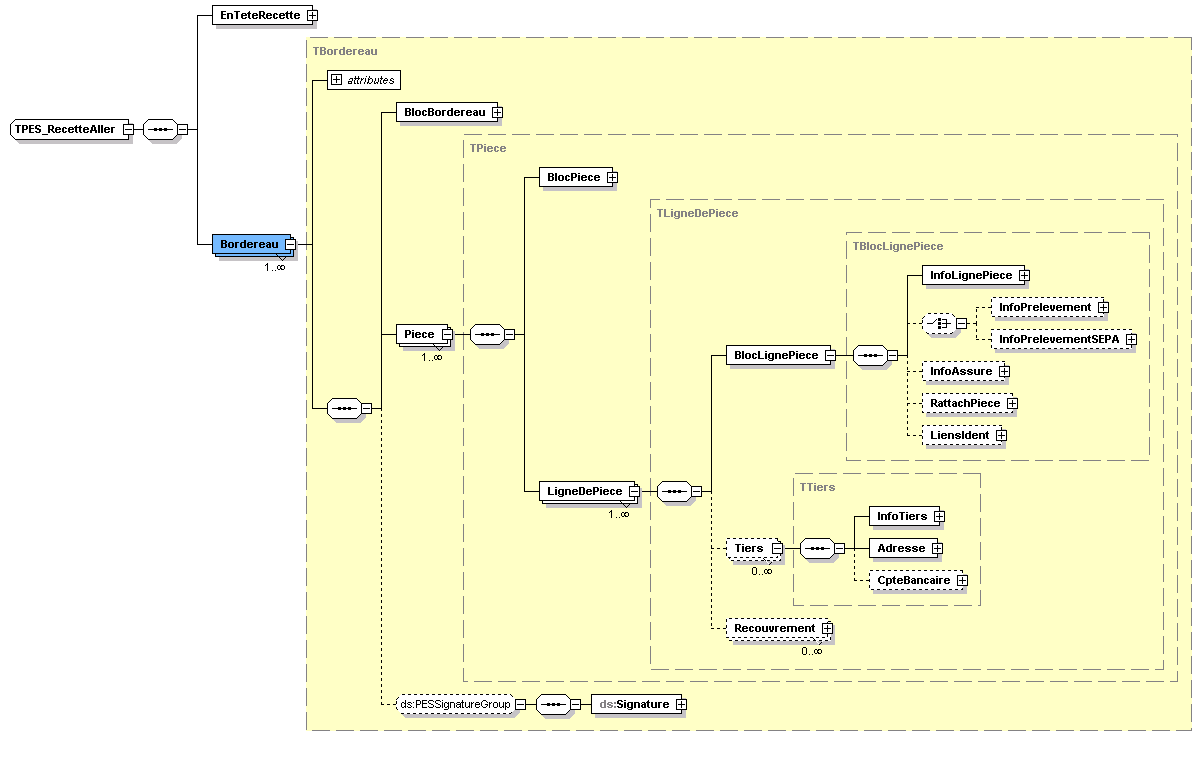 EnTeteRecette
TBordereau
attributes
BlocBordereau
TPES_RecetteAller
TPiece
BlocPiece
TLigneDePiece
TBlocLignePiece
Bordereau
1..∞
InfoLignePiece
InfoPrelevement
Piece
1..∞
InfoPrelevementSEPA
BlocLignePiece
InfoAssure
RattachPiece
LiensIdent
TTiers
LigneDePiece
1..∞
InfoTiers
Tiers
0..∞
Adresse
CpteBancaire
Recouvrement
0..∞
ds:PESSignatureGroup
ds:Signature